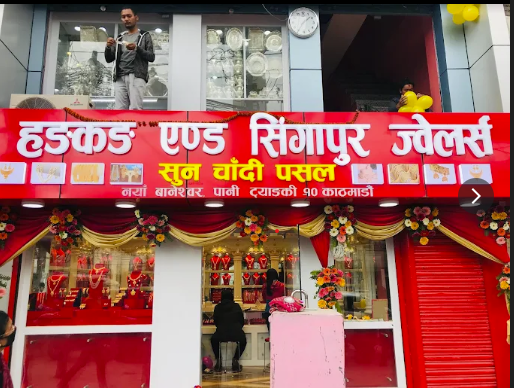 हङकङ एण्ड सिंगापुर ज्वेलर्स
सुन चाँदी पसल
नयाँ बानेश्वर पानी ट्याङकी १० काठमाडौं